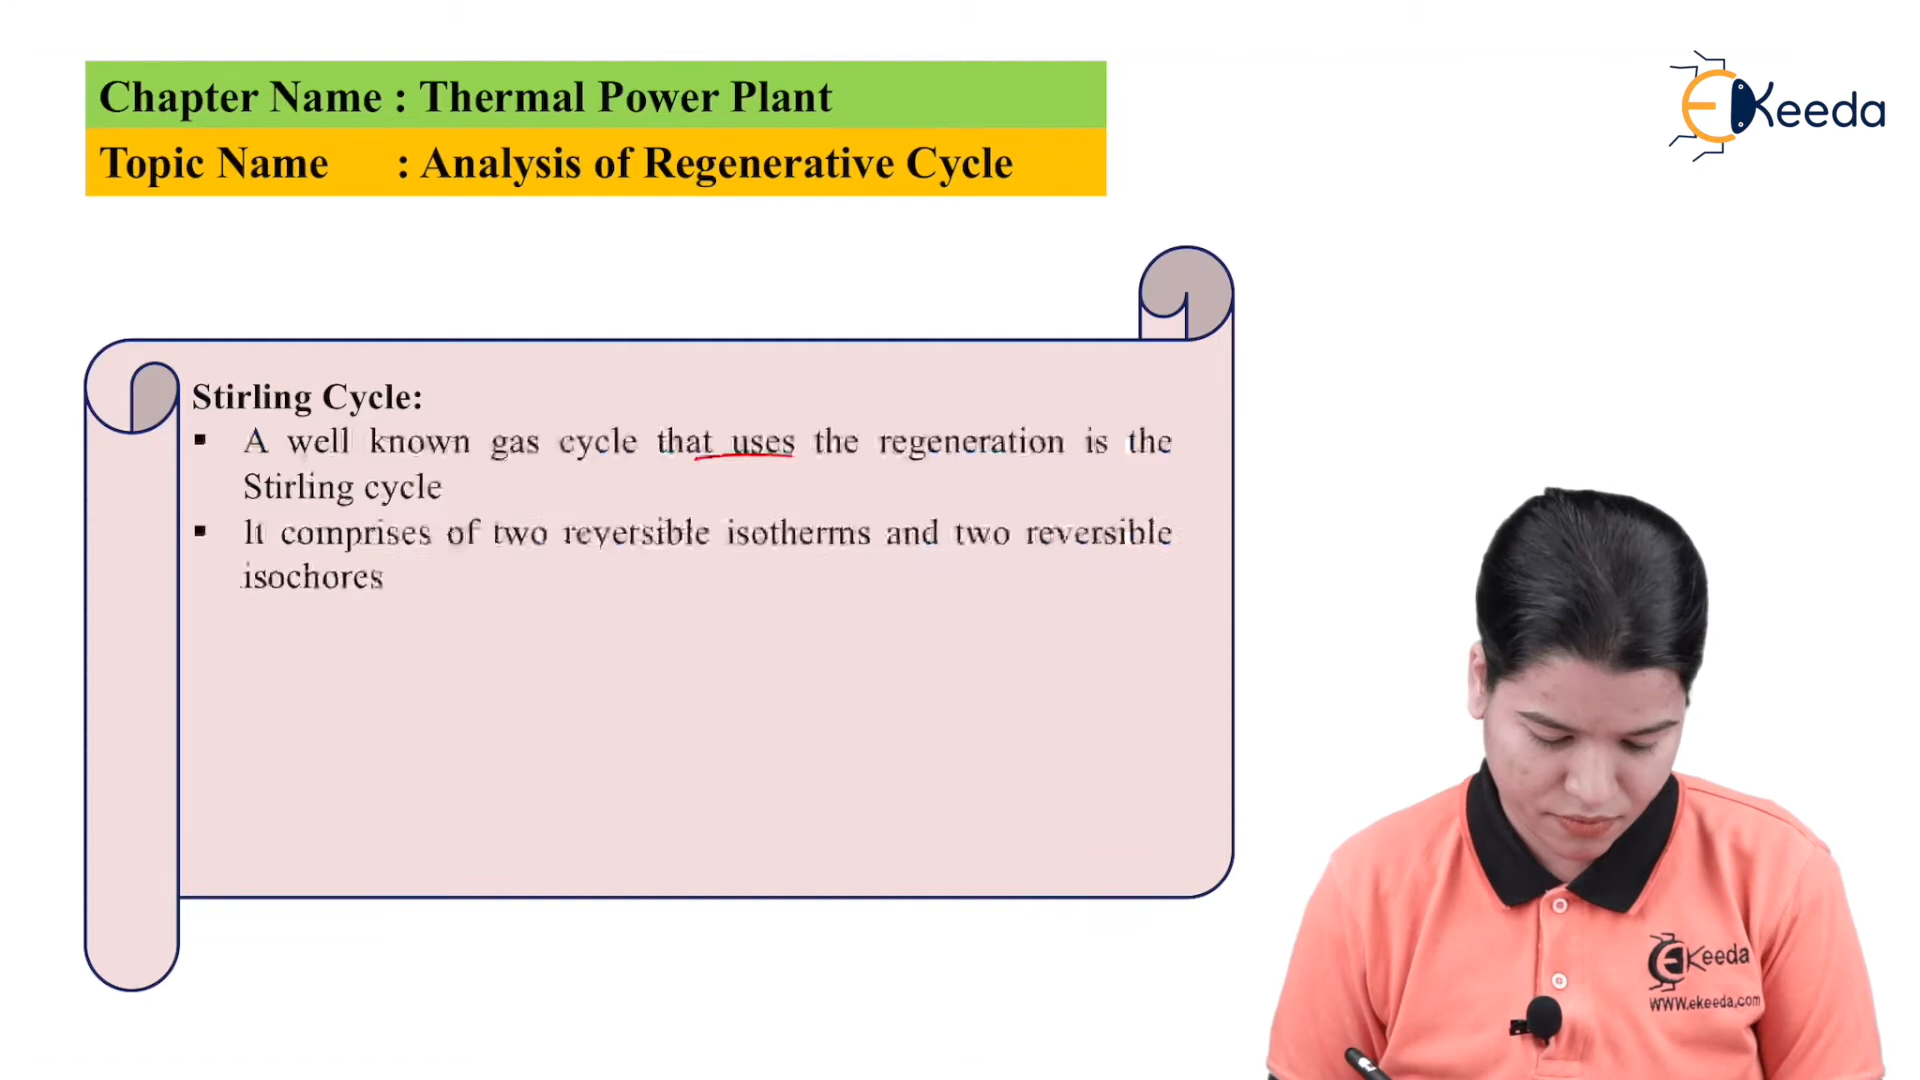 Chapter Name : Thermal Power Plant
Topic Name : Analysis of Regenerative Cycle
EKeeda
Stirling Cycle:
▪ A well known gas cycle that uses the regeneration is the
Stirling cycle
▪ It comprises of two reversible isotherms and two reversible
isochores
EKeeda
www.ekeeda.com